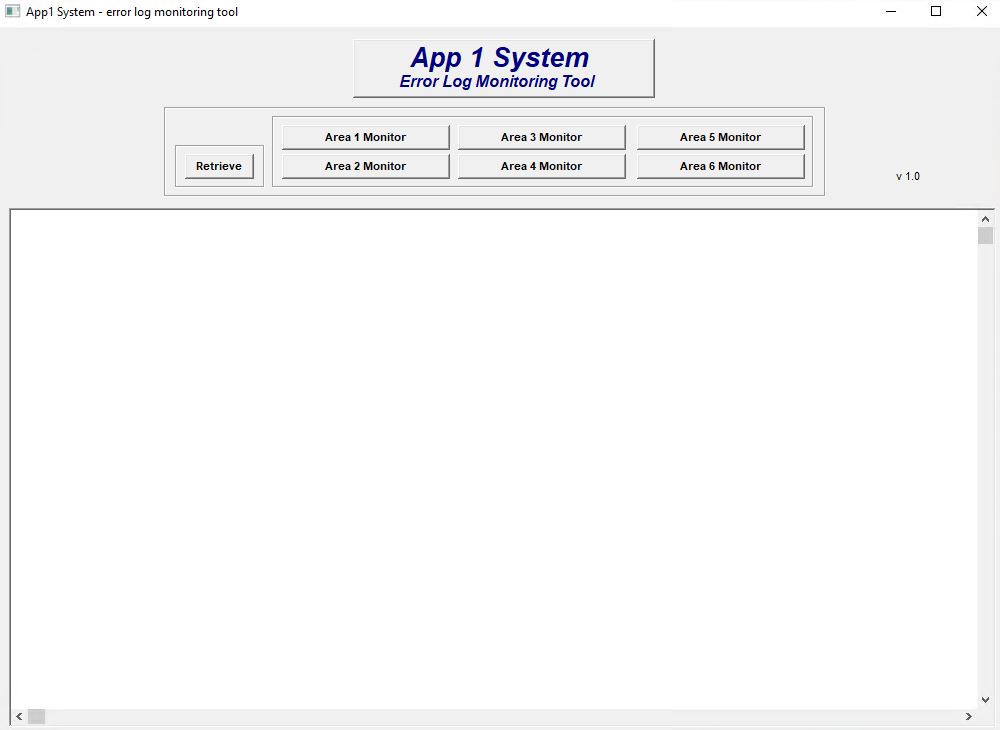 App1 System - error log monitoring tool
App 1 System
Error Log Monitoring Tool
Area 1 Monitor Area 3 Monitor Area 5 Monitor
Retrieve Area 2 Monitor Area 4 Monitor Area 6 Monitor
v 1.0